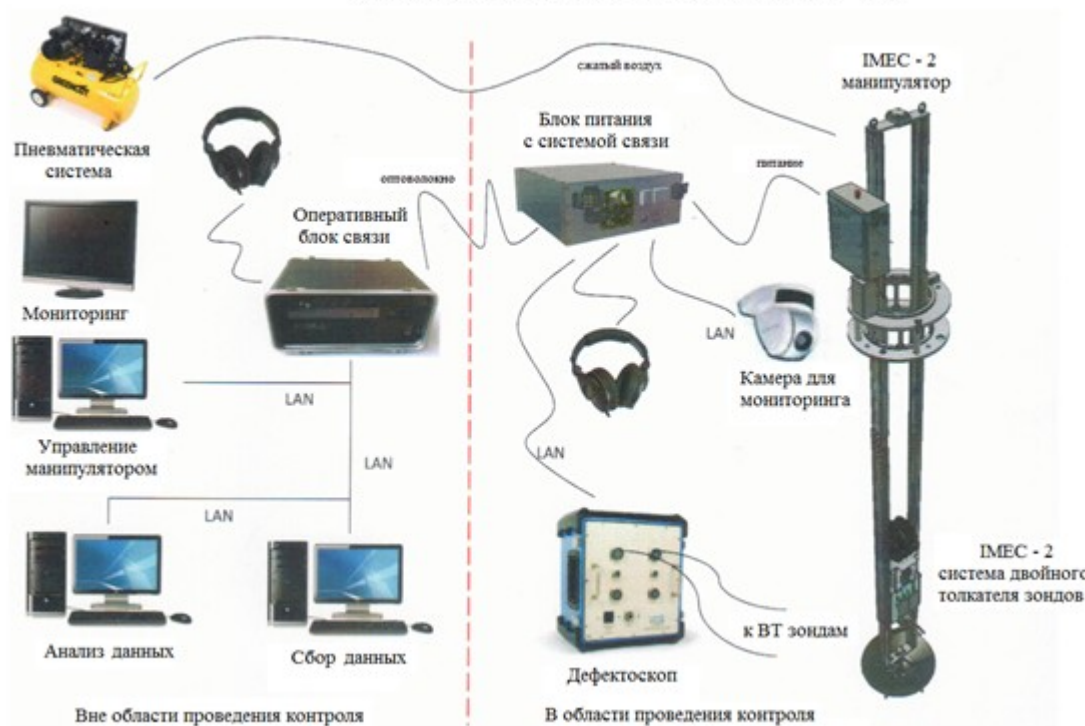 сжатый воздух
IMEC - 2
манипулятор
Пневматическая
система
Блок питания
с системой связи
питание
оптоволокно
Оперативный
блок связи
Мониторинг
LAN
Камера для
мониторинга
LAN
Управление
манипулятором
LAN
LAN
LAN
IMEC - 2
система двойного
толкателя зондов
к ВТ зондам
Анализ данных
Сбор данных
Дефектоскоп
Вне области проведения контроля
В области проведения контроля